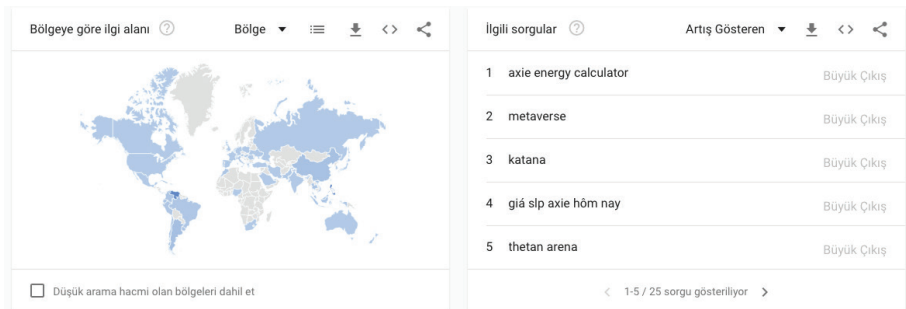 Bölgeye göre ilgi alanı
Bölge
İlgili sorgular
Artış Gösteren
1 axie energy calculator Büyük Çıkış
2 metaverse Büyük Çıkış
3 katana Büyük Çıkış
4 giá slp axie hôm nay Büyük Çıkış
5 thetan arena Büyük Çıkış
Düşük arama hacmi olan bölgeleri dahil et
1-5 / 25 sorgu gösteriliyor